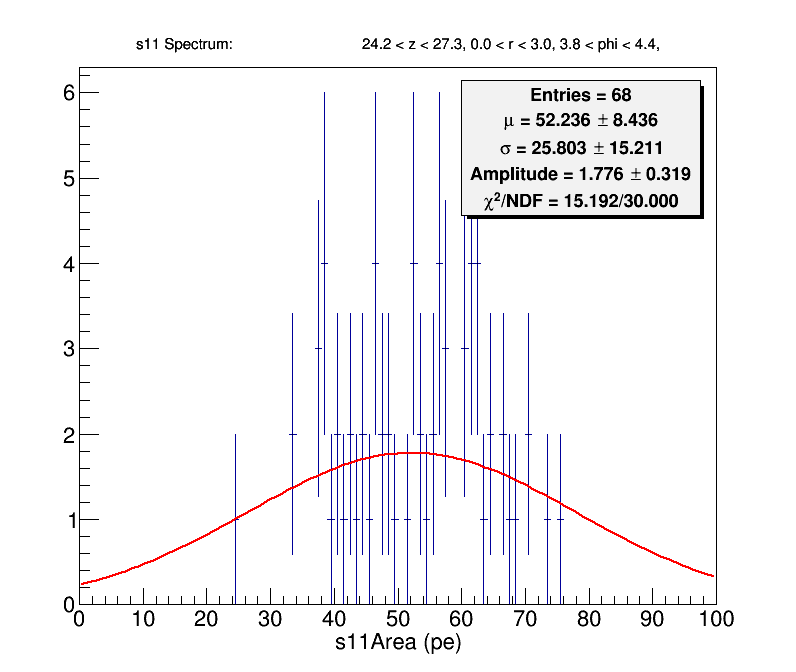 s11 Spectrum: 24.2 < z < 27.3, 0.0 < r < 3.0, 3.8 < phi < 4.4,
Entries = 68
μ = 52.236 ± 8.436
σ = 25.803 ± 15.211
Amplitude = 1.776 ± 0.319
χ²/NDF = 15.192/30.000
6
5
4
3
2
1
0
0 10 20 30 40 50 60 70 80 90 100
s11Area (pe)